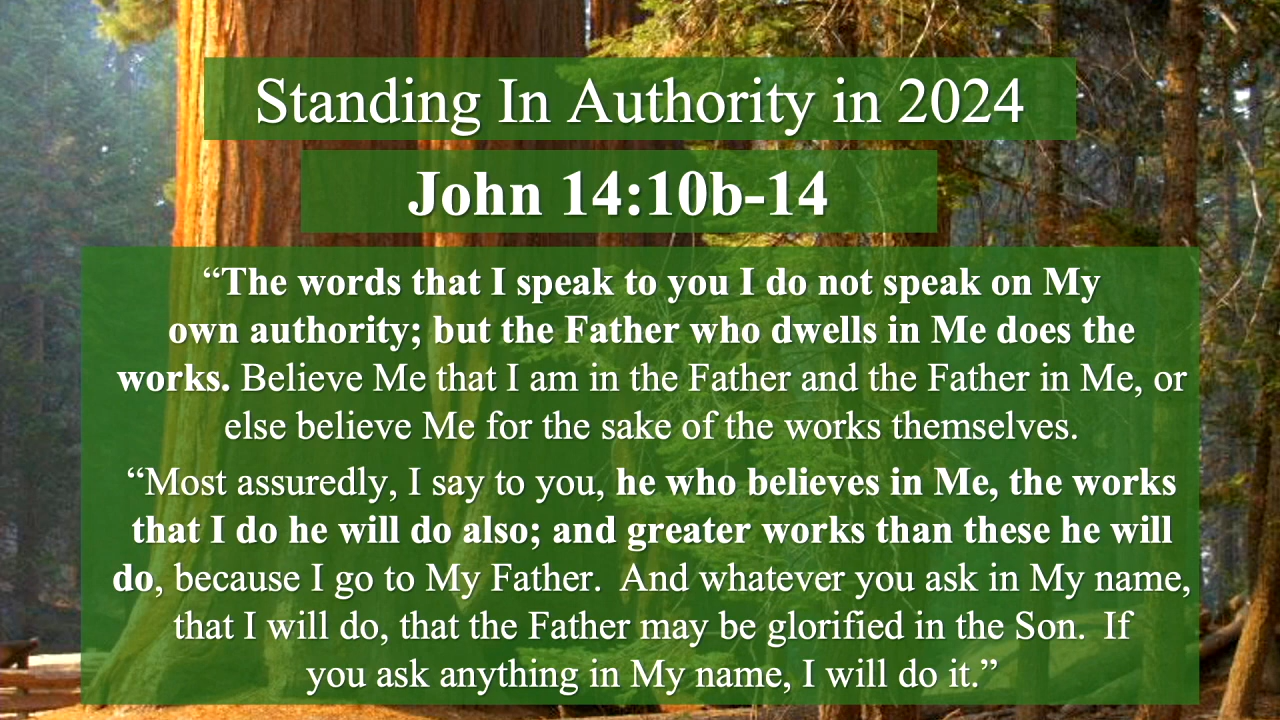 Standing In Authority in 2024
John 14:10b-14
“The words that I speak to you I do not speak on My
own authority; but the Father who dwells in Me does the
works. Believe Me that I am in the Father and the Father in Me, or
else believe Me for the sake of the works themselves.
“Most assuredly, I say to you, he who believes in Me, the works
that I do he will do also; and greater works than these he will
do, because I go to My Father.  And whatever you ask in My name,
that I will do, that the Father may be glorified in the Son.  If
you ask anything in My name, I will do it.”